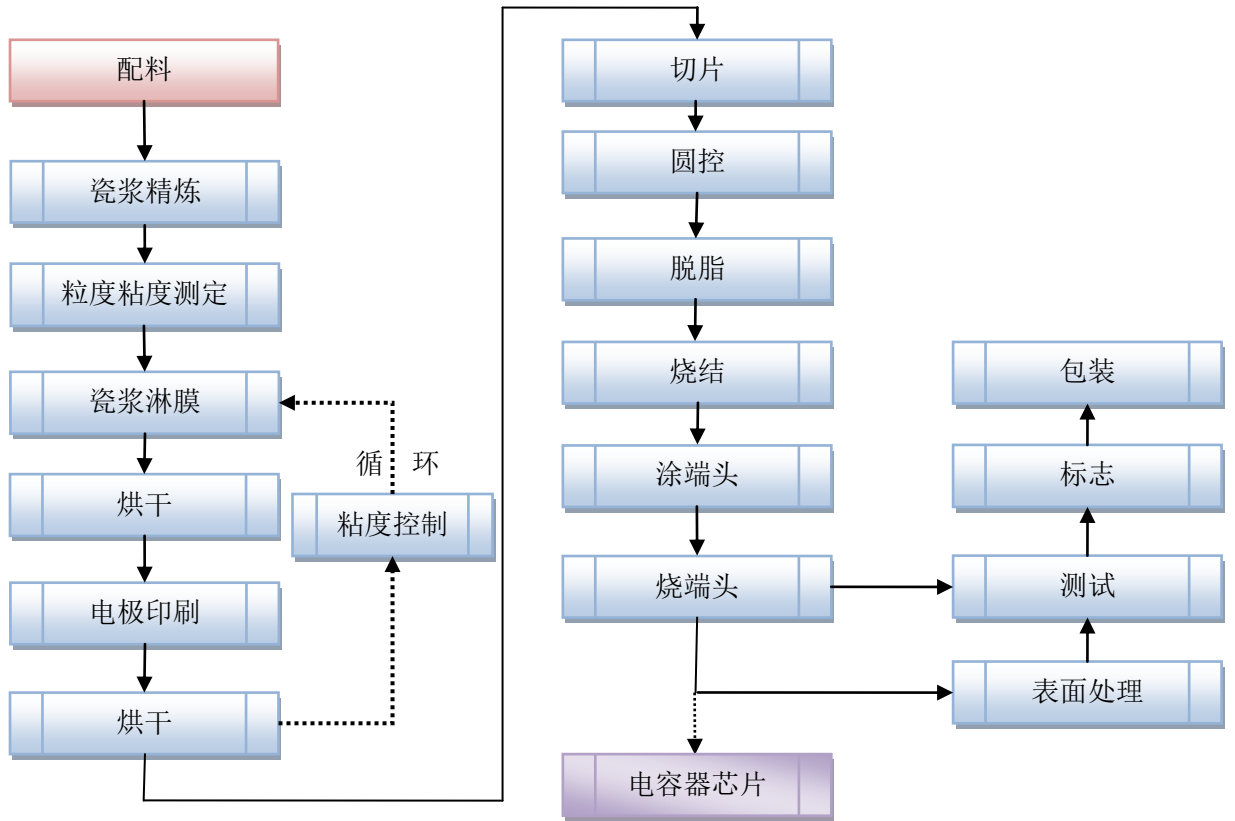 配料
瓷浆精炼
粒度粘度测定
瓷浆淋膜
烘干
电极印刷
烘干
循 环
粘度控制
切片
圆控
脱脂
烧结
涂端头
烧端头
电容器芯片
包装
标志
测试
表面处理